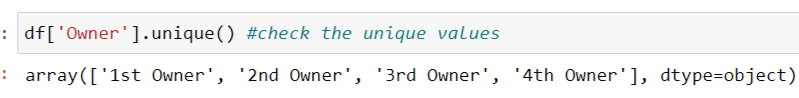 : df['Owner'].unique() #check the unique values
: array(['1st Owner', '2nd Owner', '3rd Owner', '4th Owner'], dtype=object)